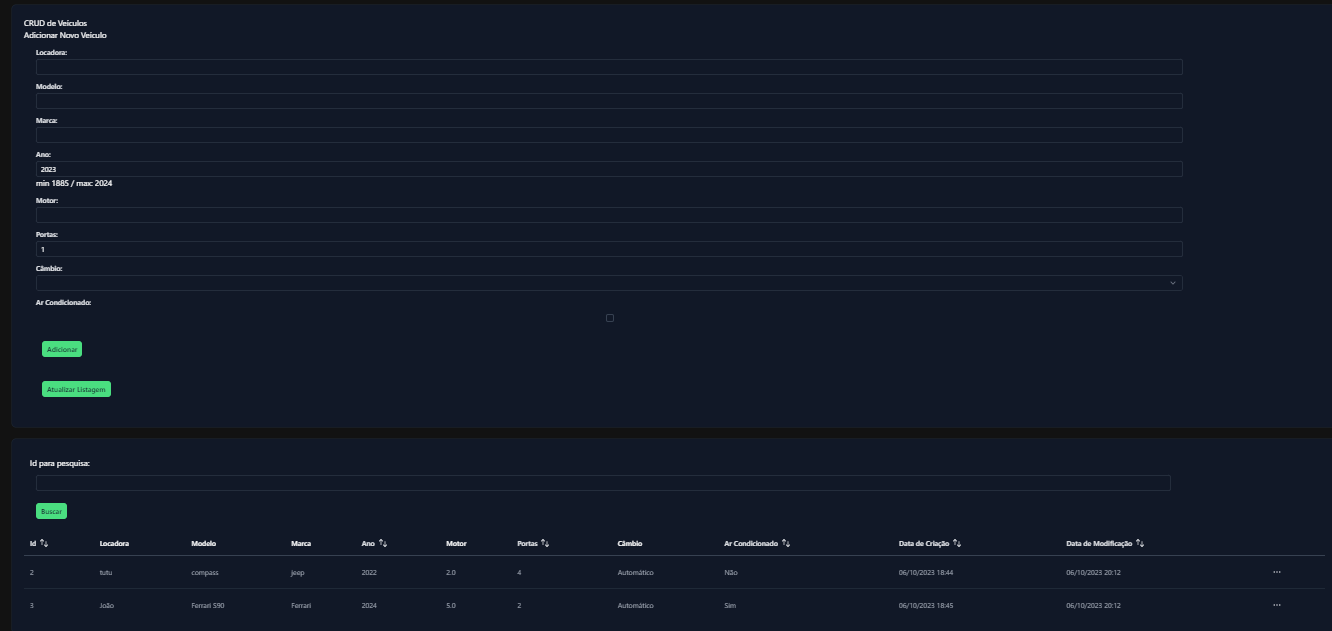 CRUD de Veículos
Adicionar Novo Veículo
Locadora:
Modelo:
Marca:
Ano:
2023
min 1885 / max: 2024
Motor:
Portas:
1
Câmbio:
Ar Condicionado:
Adicionar
Atualizar Listagem
Id para pesquisa:
Buscar
Id Locadora Modelo Marca Ano Motor Portas Câmbio Ar Condicionado Data de Criação Data de Modificação
2 tutu compass jeep 2022 2.0 4 Automático Não 06/10/2023 18:44 06/10/2023 20:12 ...
3 João Ferrari S90 Ferrari 2024 5.0 2 Automático Sim 06/10/2023 18:45 06/10/2023 20:12 ...